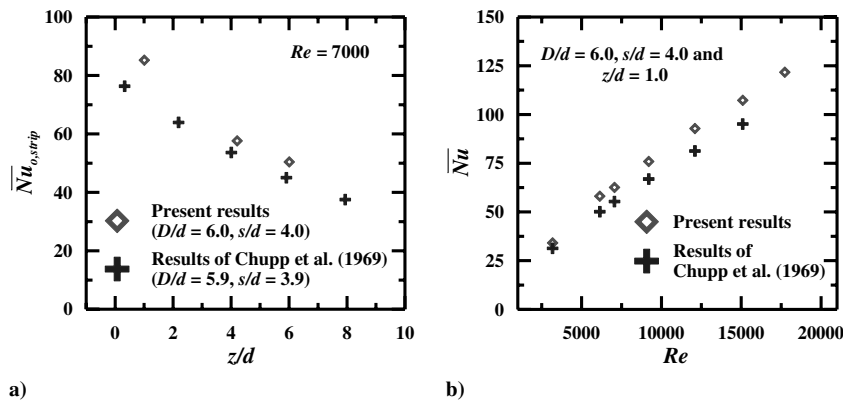 100
80
60
40
20
0
Nu o,strip
Re = 7000
Present results
(D/d = 6.0, s/d = 4.0)
Results of Chupp et al. (1969)
(D/d = 5.9, s/d = 3.9)
0 2 4 6 8 10
z/d
a)
150
125
100
75
50
25
0
Nu
D/d = 6.0, s/d = 4.0 and
z/d = 1.0
Present results
Results of
Chupp et al. (1969)
5000 10000 15000 20000
Re
b)